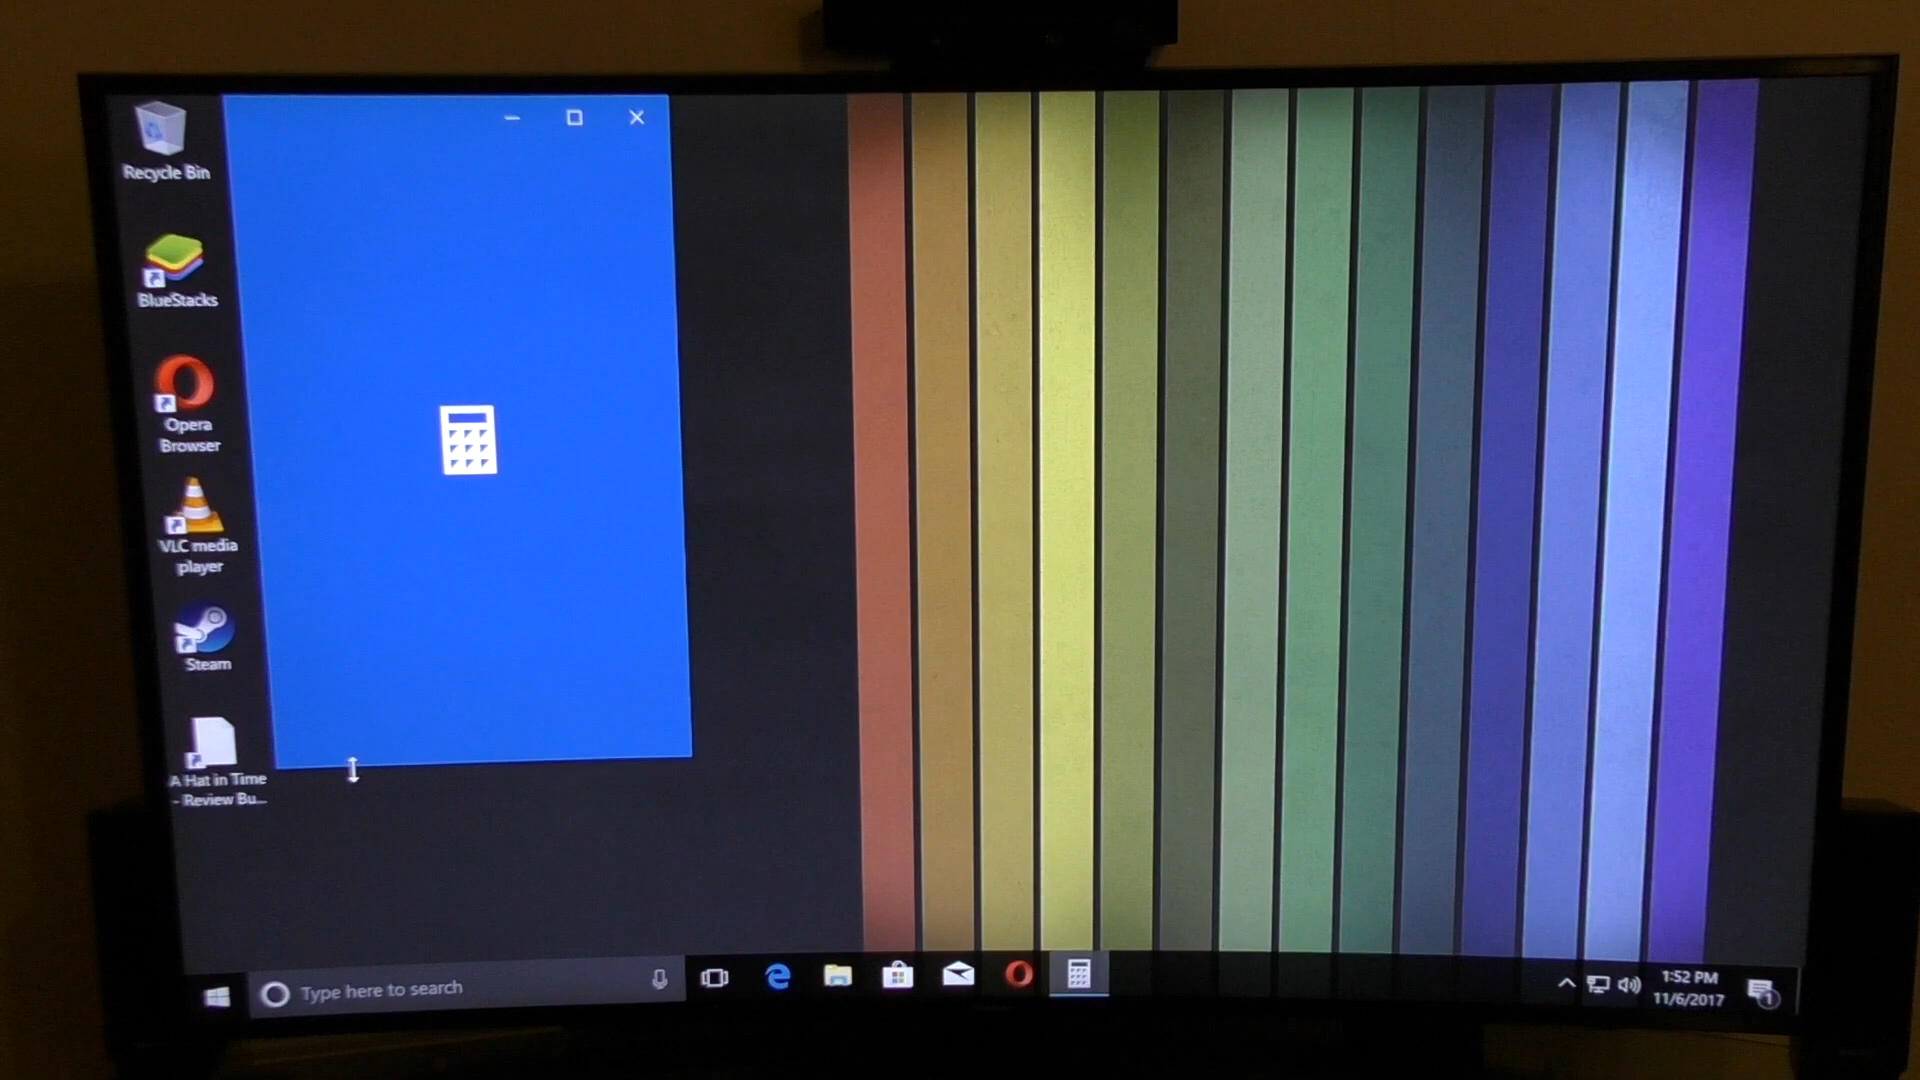 Recycle Bin
BlueStacks
Opera
Browser
VLC media
player
Steam
A Hat in Time
- Review Bu...
Type here to search
1:52 PM
11/6/2017
1